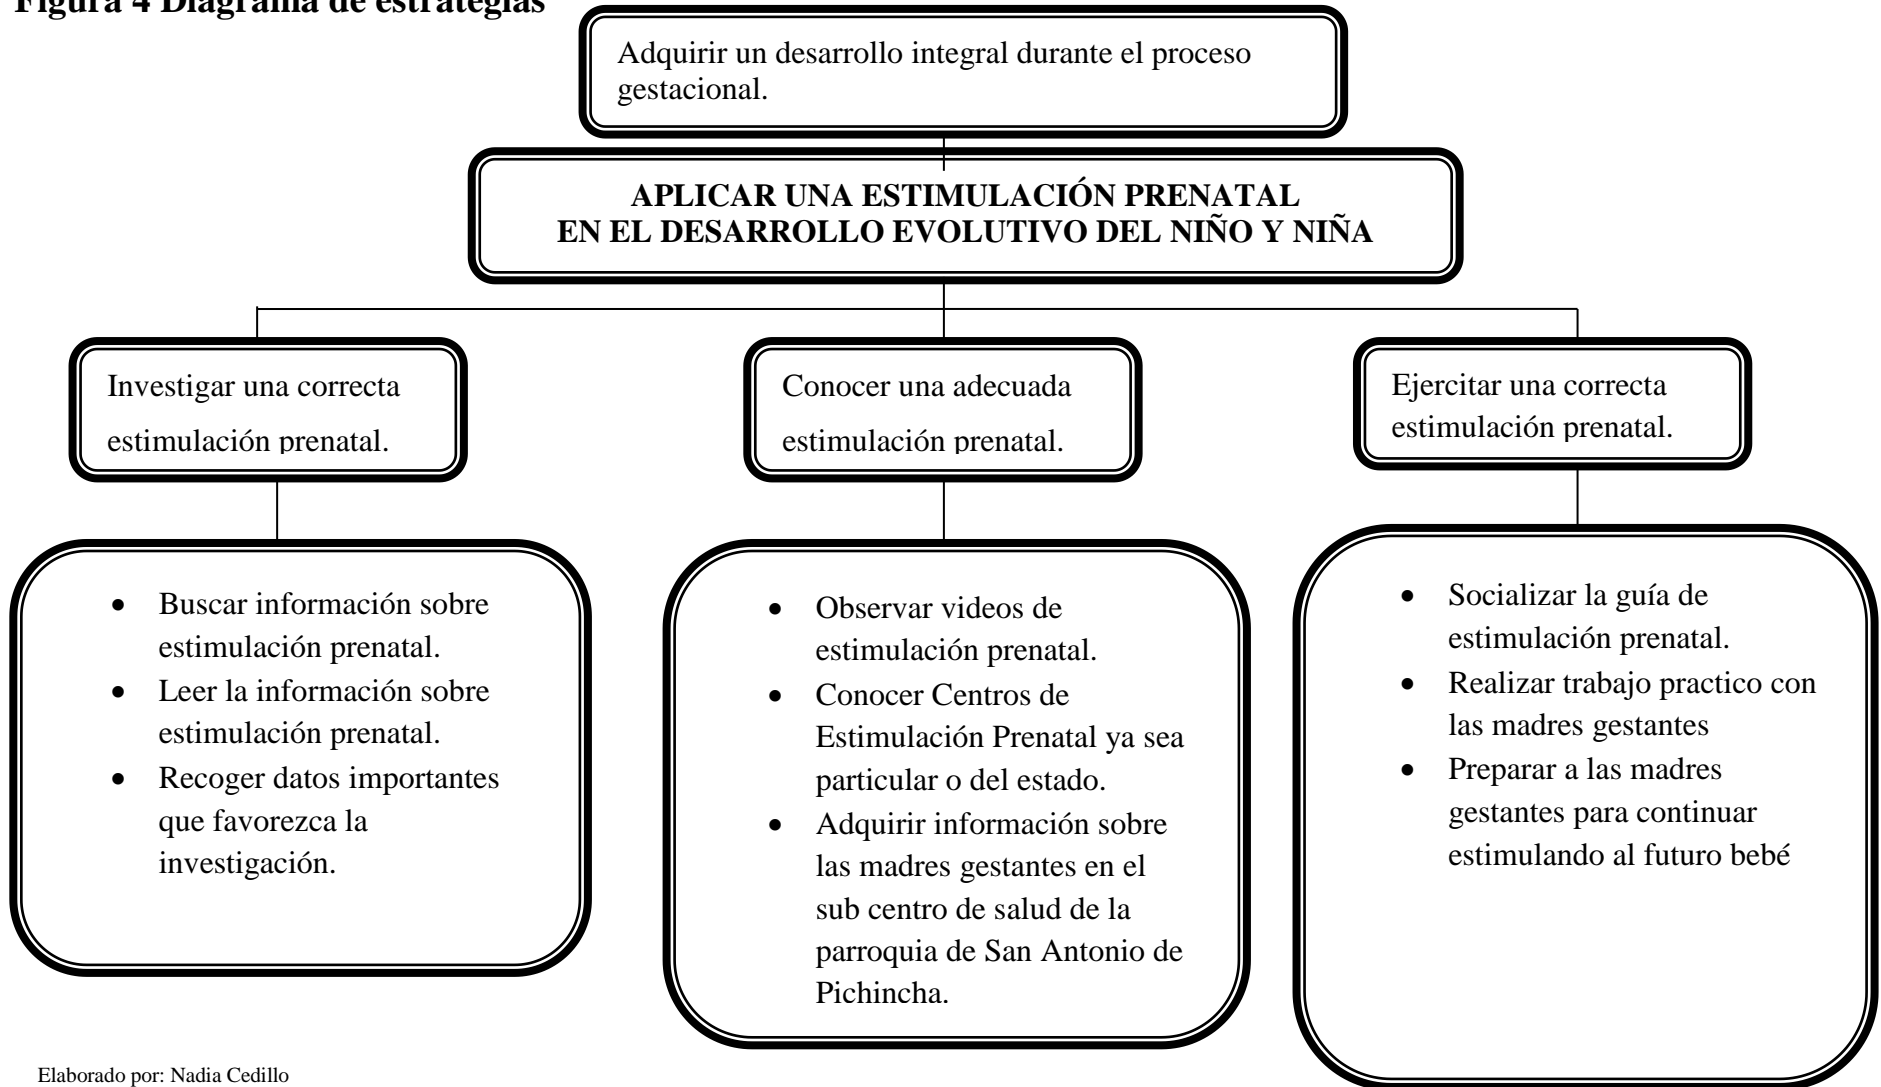 Figura 4 Diagrama de estrategias
Adquirir un desarrollo integral durante el proceso
gestacional.
APLICAR UNA ESTIMULACIÓN PRENATAL
EN EL DESARROLLO EVOLUTIVO DEL NIÑO Y NIÑA
Investigar una correcta
estimulación prenatal.
Conocer una adecuada
estimulación prenatal.
Ejercitar una correcta
estimulación prenatal.
• Buscar información sobre
estimulación prenatal.
• Leer la información sobre
estimulación prenatal.
• Recoger datos importantes
que favorezca la
investigación.
• Observar videos de
estimulación prenatal.
• Conocer Centros de
Estimulación Prenatal ya sea
particular o del estado.
• Adquirir información sobre
las madres gestantes en el
sub centro de salud de la
parroquia de San Antonio de
Pichincha.
• Socializar la guía de
estimulación prenatal.
• Realizar trabajo practico con
las madres gestantes
• Preparar a las madres
gestantes para continuar
estimulando al futuro bebé
Elaborado por: Nadia Cedillo